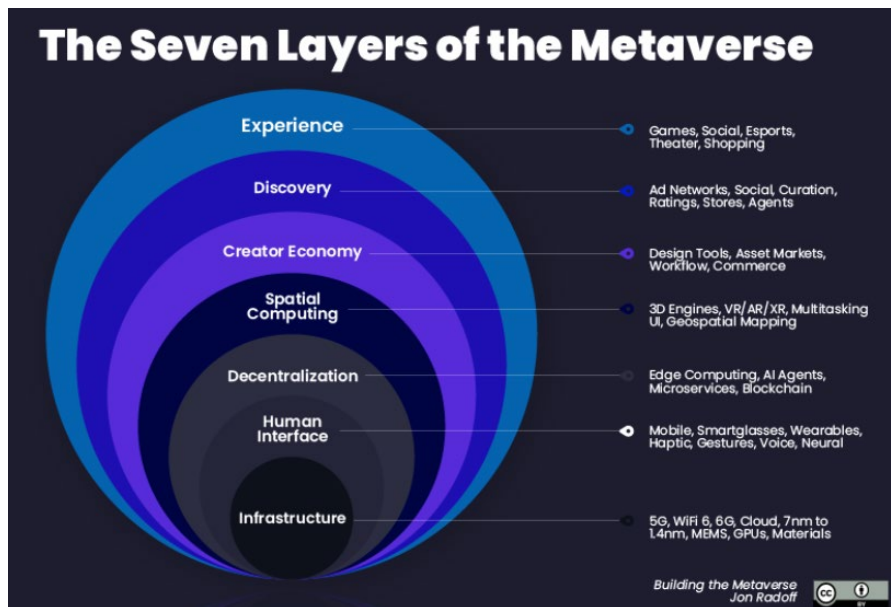 The Seven Layers of the Metaverse
Experience
Games, Social, Esports,
Theater, Shopping
Discovery
Ad Networks, Social, Curation,
Ratings, Stores, Agents
Creator Economy
Design Tools, Asset Markets,
Workflow, Commerce
Spatial
Computing
3D Engines, VR/AR/XR, Multitasking
UI, Geospatial Mapping
Decentralization
Edge Computing, AI Agents,
Microservices, Blockchain
Human
Interface
Mobile, Smartglasses, Wearables,
Haptic, Gestures, Voice, Neural
Infrastructure
5G, WiFi 6, 6G, Cloud, 7nm to
1.4nm, MEMS, GPUs, Materials
Building the Metaverse
Jon Radoff
cc
BY